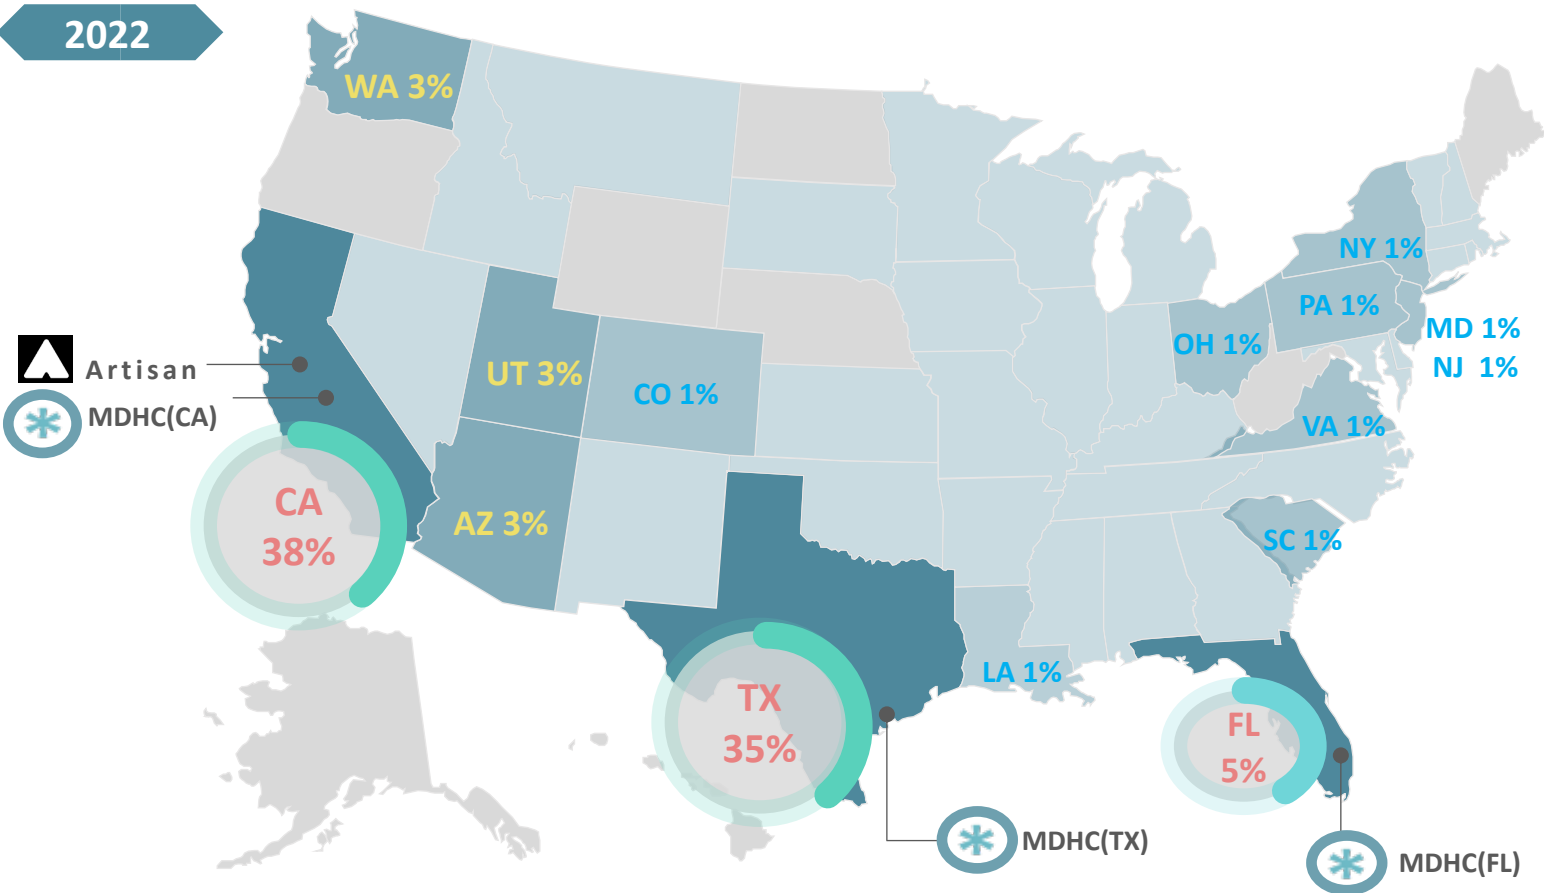 2022
WA 3%
NY 1%
PA 1%
MD 1%
OH 1%
NJ 1%
Artisan
UT 3%
CO 1%
MDHC(CA)
VA 1%
CA
38%
AZ 3%
SC 1%
LA 1%
TX
35%
FL
5%
MDHC(TX)
MDHC(FL)